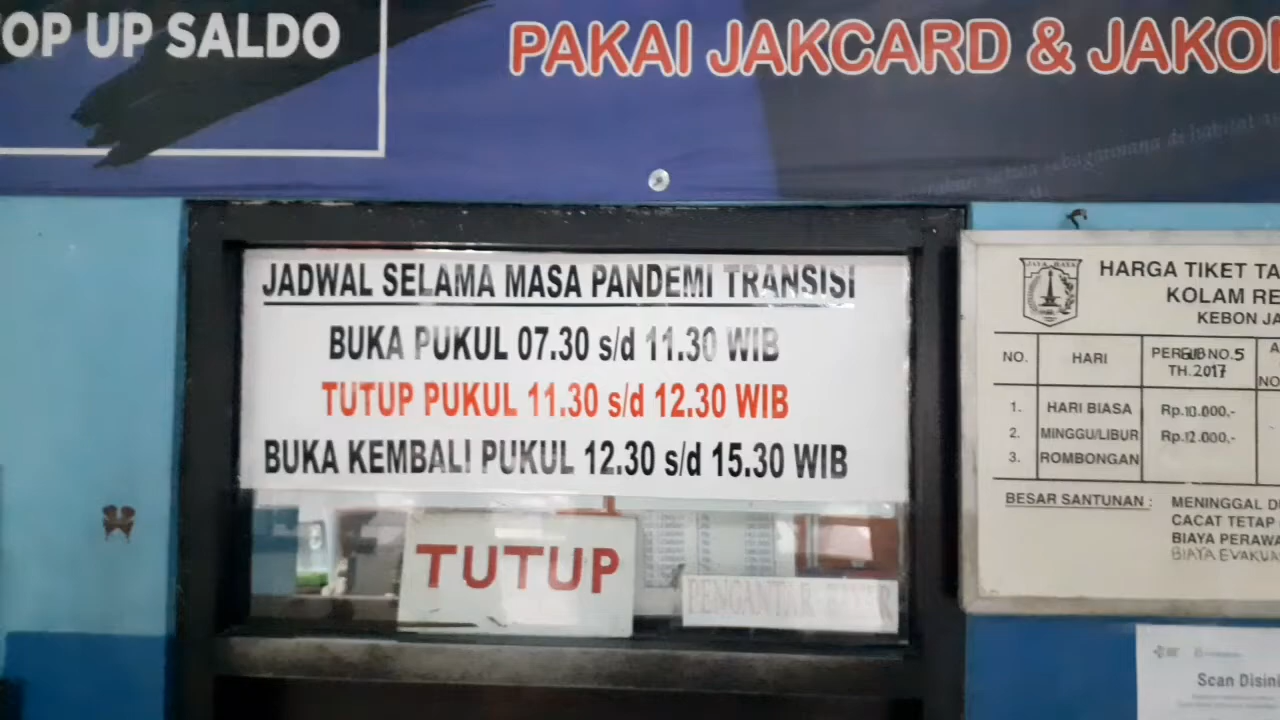 OP UP SALDO
PAKAI JAKCARD & JAKO
JADWAL SELAMA MASA PANDEMI TRANSISI
BUKA PUKUL 07.30 s/d 11.30 WIB
TUTUP PUKUL 11.30 s/d 12.30 WIB
BUKA KEMBALI PUKUL 12.30 s/d 15.30 WIB
TUTUP
PENGANTAR
JAYA RAYA
HARGA TIKET TA
KOLAM RE
KEBON JA
NO. HARI PERGUB NO.5 TH.2017 NO
1. HARI BIASA Rp.10.000,-
2. MINGGU/LIBUR Rp.12.000,-
3. ROMBONGAN
BESAR SANTUNAN : MENINGGAL D
CACAT TETAP
BIAYA PERAWA
BIAYA EVAKUA
Scan Disini